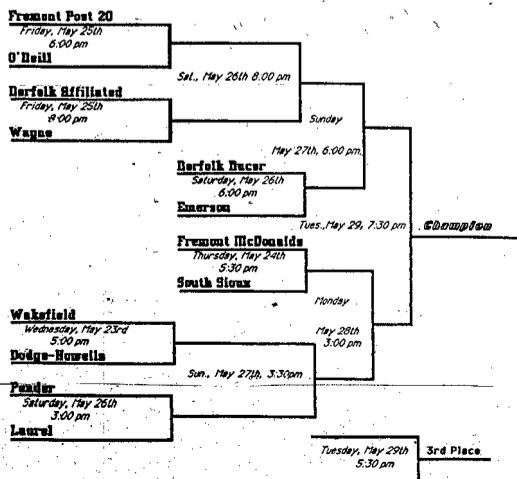 Fremont Post 20
Friday, May 25th
6:00 pm
O'Neill
Sat., May 26th 8:00 pm
Norfolk Affiliated
Friday, May 25th
8:00 pm
Wayne
Sunday
May 27th, 6:00 pm
Norfolk Ducer
Saturday, May 26th
6:00 pm
Emerson
Tues., May 29, 7:30 pm
Champion
Fremont McDonalds
Thursday, May 24th
5:30 pm
South Sioux
Monday
May 28th
3:00 pm
Wakefield
Wednesday, May 23rd
5:00 pm
Dodge-Howells
Sun., May 27th, 3:30pm
Pender
Saturday, May 26th
3:00 pm
Laurel
Tuesday, May 29th
5:30 pm
3rd Place